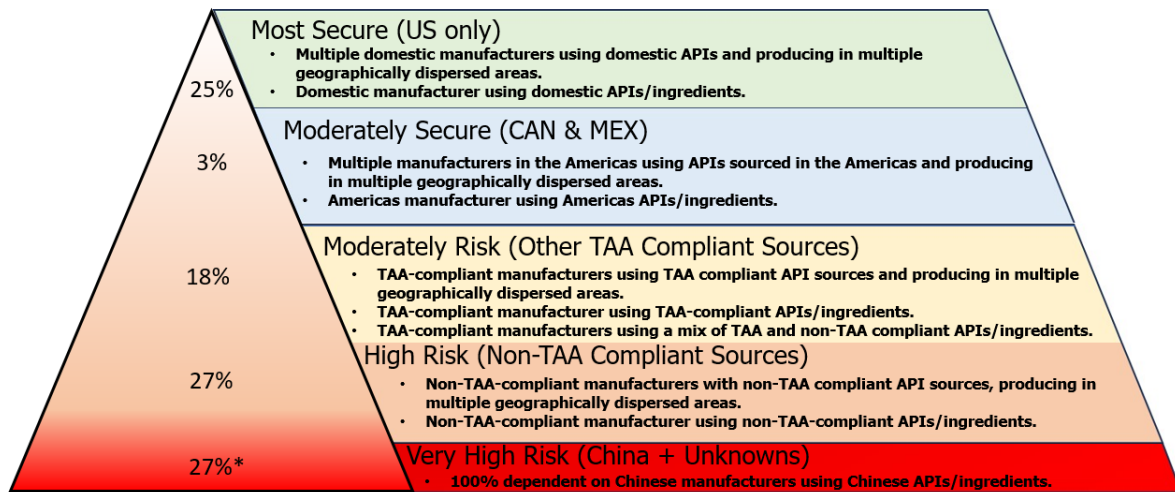 Most Secure (US only)
• Multiple domestic manufacturers using domestic APIs and producing in multiple
geographically dispersed areas.
• Domestic manufacturer using domestic APIs/ingredients.
25%
Moderately Secure (CAN & MEX)
• Multiple manufacturers in the Americas using APIs sourced in the Americas and producing
in multiple geographically dispersed areas.
• Americas manufacturer using Americas APIs/ingredients.
3%
Moderately Risk (Other TAA Compliant Sources)
• TAA-compliant manufacturers using TAA compliant API sources and producing in multiple
geographically dispersed areas.
• TAA-compliant manufacturer using TAA-compliant APIs/ingredients.
• TAA-compliant manufacturers using a mix of TAA and non-TAA compliant APIs/ingredients.
18%
High Risk (Non-TAA Compliant Sources)
• Non-TAA-compliant manufacturers with non-TAA compliant API sources, producing in
multiple geographically dispersed areas.
• Non-TAA-compliant manufacturer using non-TAA-compliant APIs/ingredients.
27%
Very High Risk (China + Unknowns)
• 100% dependent on Chinese manufacturers using Chinese APIs/ingredients.
27%*